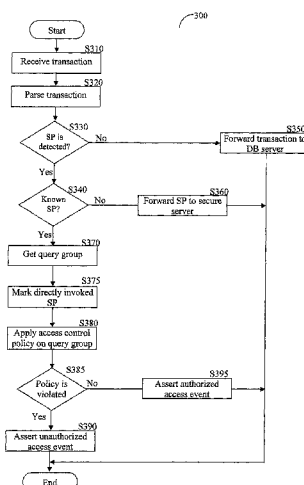 300
Start
S310
Receive transaction
S320
Parse transaction
S330
SP is
detected?
No
S350
Forward transaction to
DB server
Yes
S340
Known
SP?
No
S360
Forward SP to secure
server
Yes
S370
Get query group
S375
Mark directly invoked
SP
S380
Apply access control
policy on query group
S385
Policy is
violated
No
S395
Assert authorized
access event
Yes
S390
Assert unauthorized
access event
End